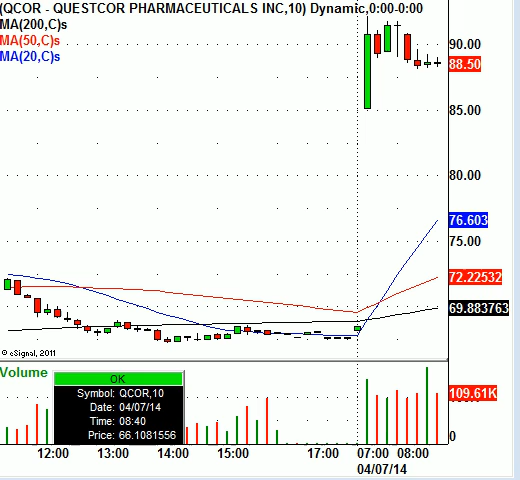 (QCOR - QUESTCOR PHARMACEUTICALS INC,10) Dynamic,0:00-0:00
MA(200,C)s
MA(50,C)s
MA(20,C)s
90.00
88.50
85.00
80.00
76.603
75.00
72.22532
69.883763
© eSignal, 2011
Volume
OK
Symbol: QCOR,10
Date: 04/07/14
Time: 08:40
Price: 66.1081556
109.61K
0
12:00 13:00 14:00 15:00 17:00 07:00 08:00
04/07/14